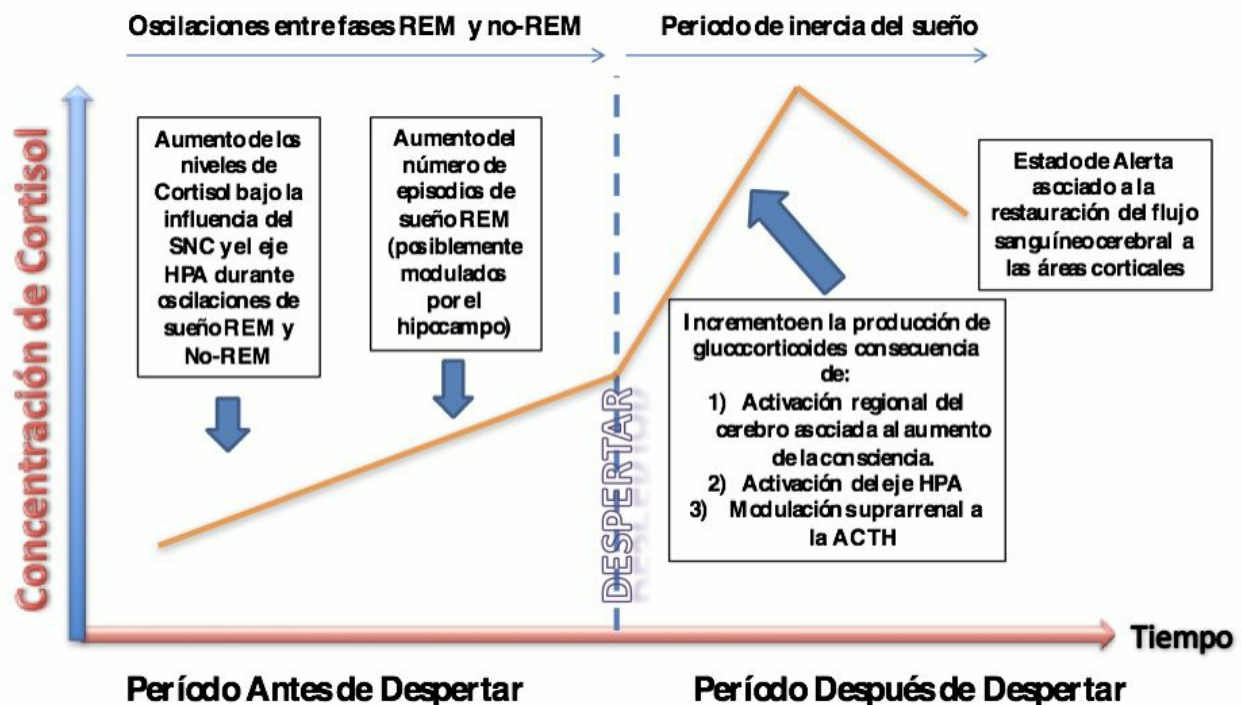 Oscilaciones entre fases REM y no-REM
Periodo de inercia del sueño
Concentración de Cortisol
Aumento de los
niveles de
Cortisol bajo la
influencia del
SNC y el eje
HPA durante
oscilaciones de
sueño REM y
No-REM
Aumento del
número de
episodios de
sueño REM
(posiblemente
modulados
por el
hipocampo)
DESPERTAR
Estado de Alerta
asociado a la
restauración del flujo
sanguíneo cerebral a
las áreas corticales
Incremento en la producción de
glucocorticoides consecuencia
de:
1) Activación regional del
cerebro asociada al aumento
de la consciencia.
2) Activación del eje HPA
3) Modulación suprarrenal a
la ACTH
Tiempo
Período Antes de Despertar
Período Después de Despertar